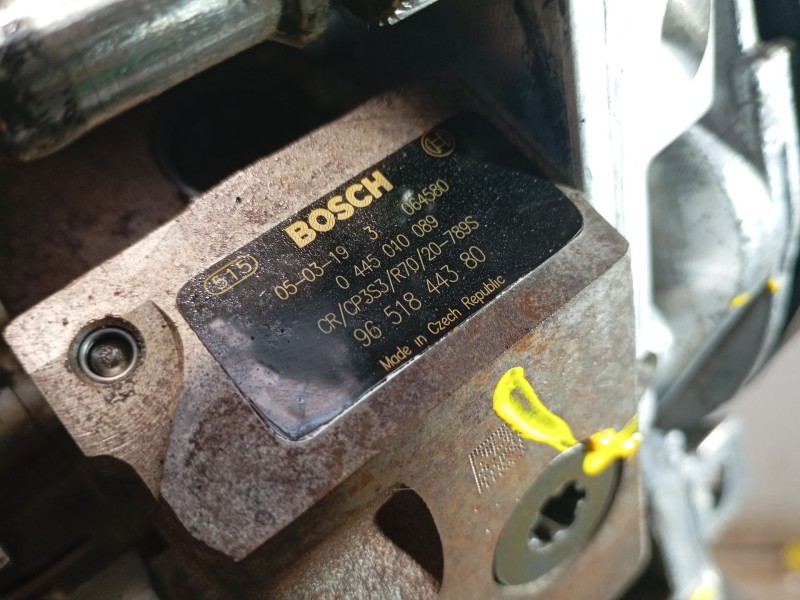 BOSCH
S15
05-03-19 3 064580
0 445 010 089
CR/CP3S3/R70/20-789S
96 518 443 80
Made in Czech Republic